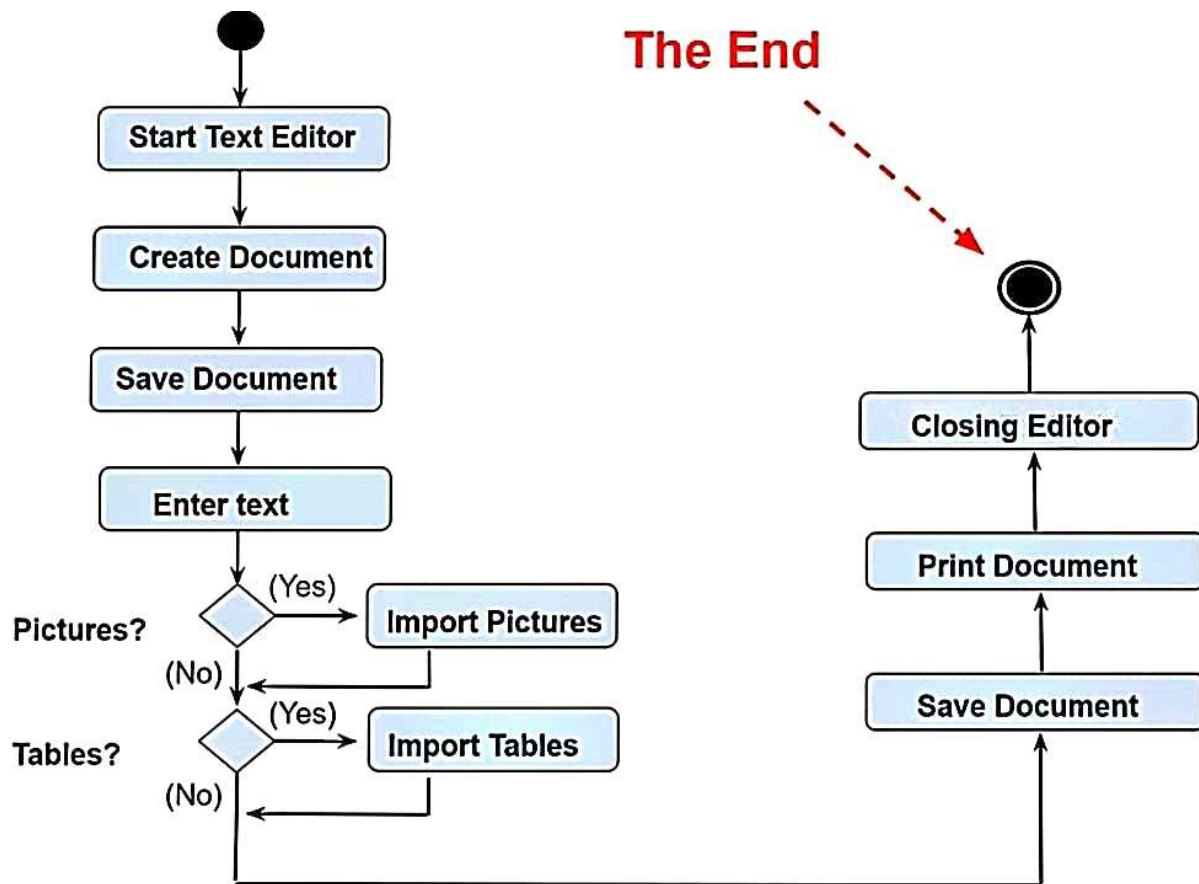 The End
Start Text Editor
Create Document
Save Document
Enter text
Pictures?
(Yes)
Import Pictures
(No)
Tables?
(Yes)
Import Tables
(No)
Save Document
Print Document
Closing Editor